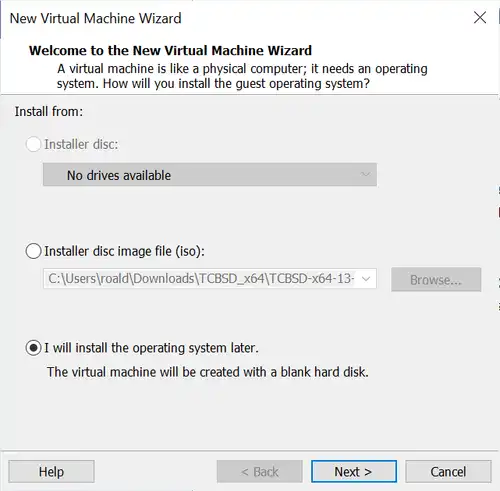 New Virtual Machine Wizard
Welcome to the New Virtual Machine Wizard
A virtual machine is like a physical computer; it needs an operating
system. How will you install the guest operating system?
Install from:
Installer disc:
No drives available
Installer disc image file (iso):
C:\Users\roald\Downloads\TCBSD_x64\TCBSD-x64-13-
Browse...
I will install the operating system later.
The virtual machine will be created with a blank hard disk.
Help
< Back
Next >
Cancel